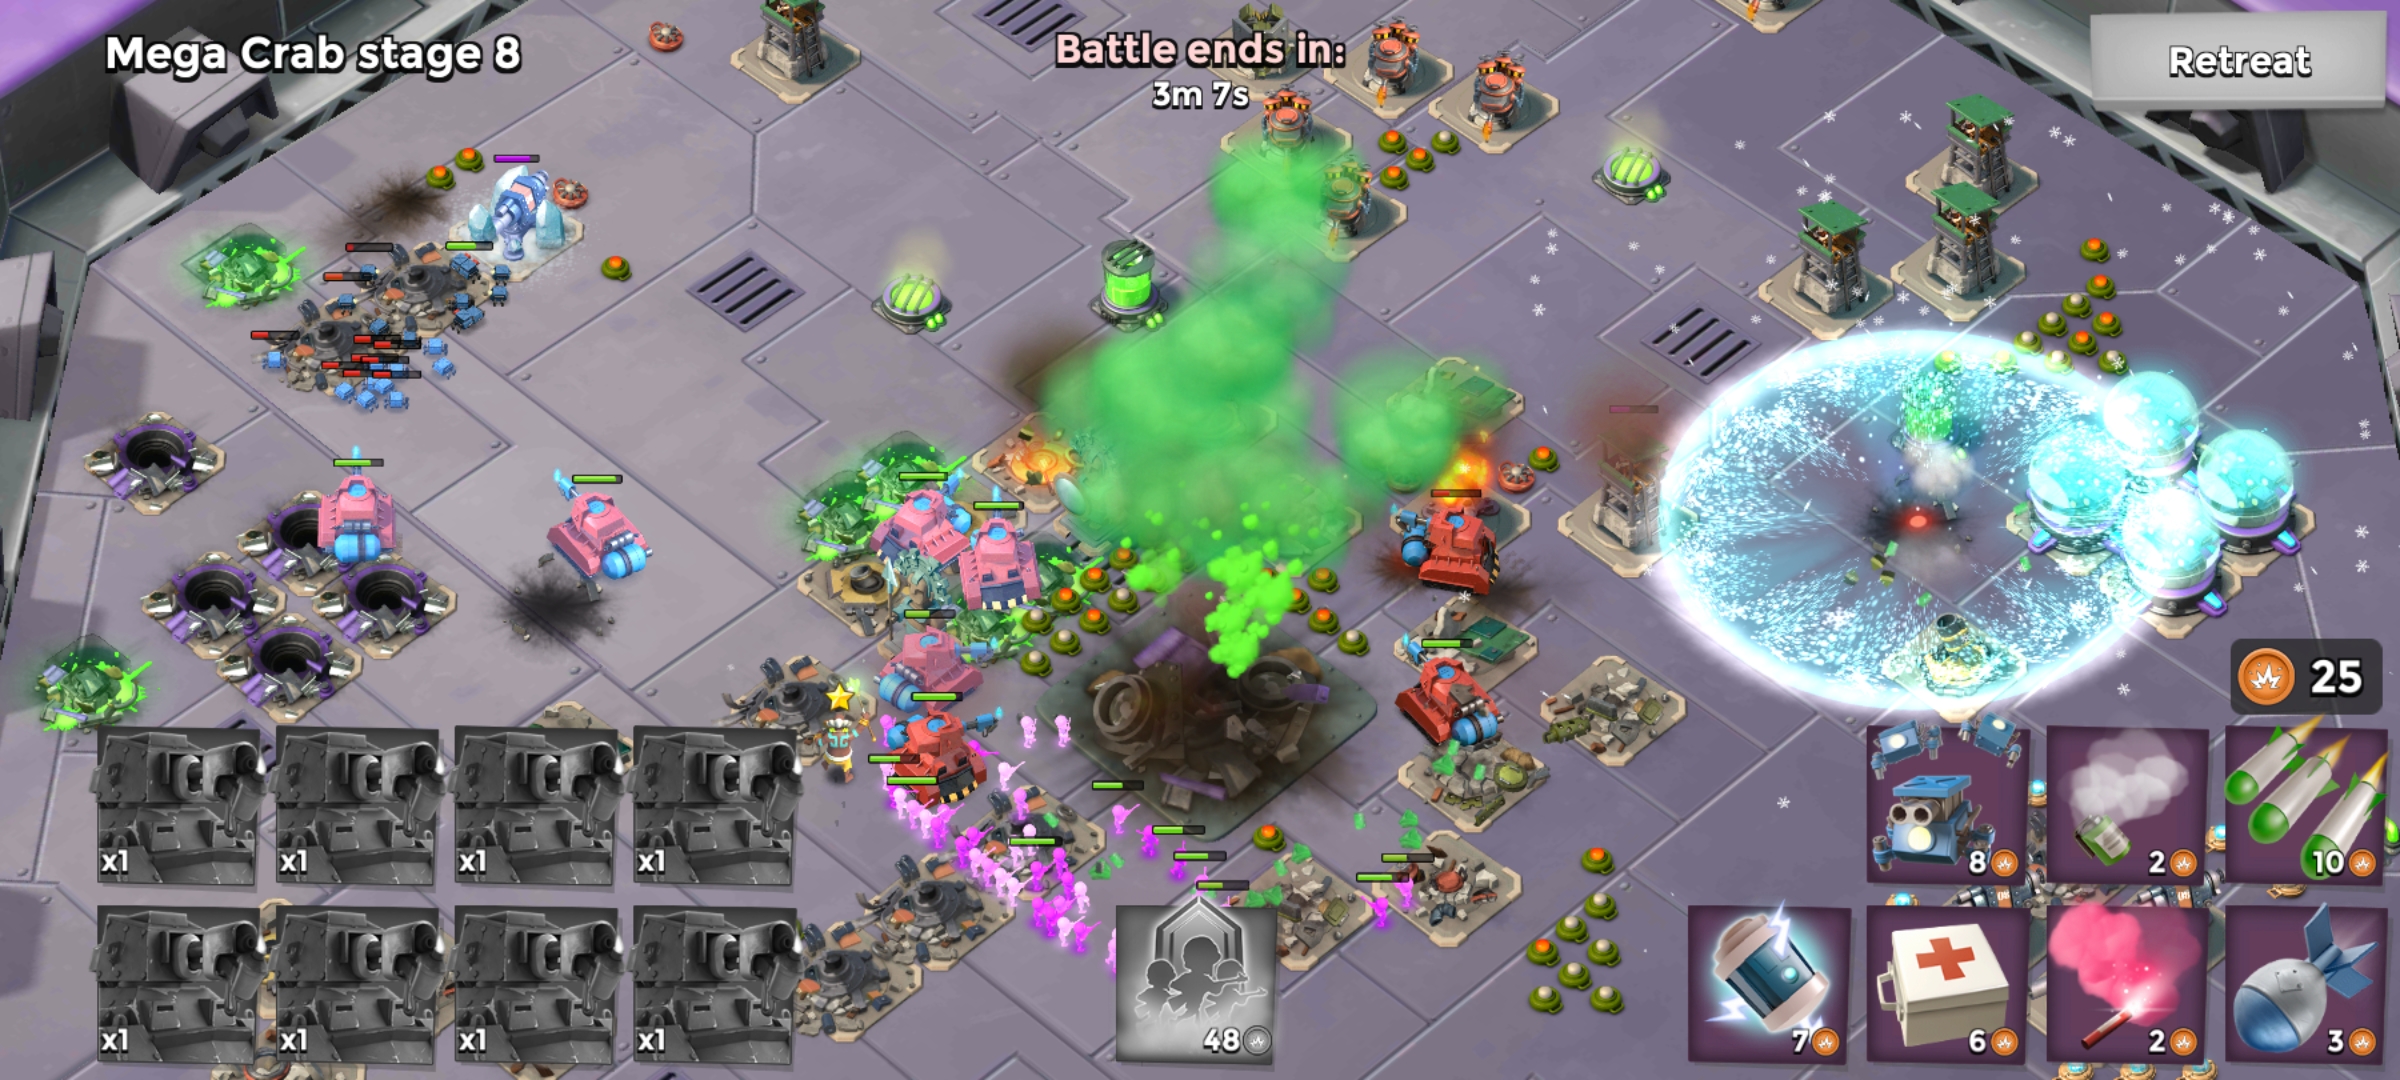 Mega Crab stage 8
Battle ends in:
3m 7s
Retreat
25
x1
x1
x1
x1
8
2
10
x1
x1
x1
x1
48
7
6
2
3